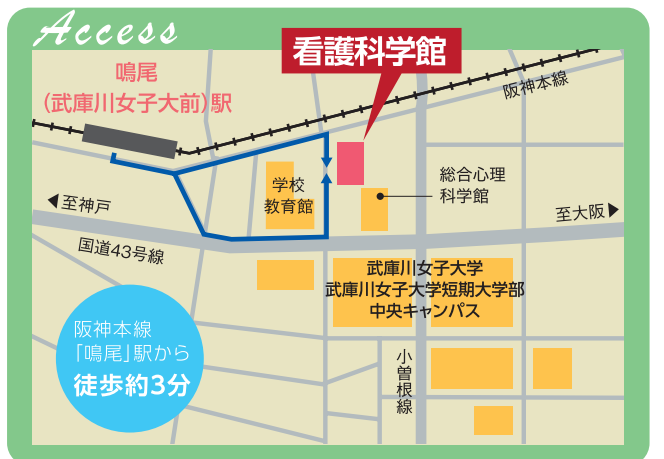 Access
看護科学館
鳴尾
(武庫川女子大前)駅
阪神本線
学校
教育館
総合心理
科学館
◀至神戸
至大阪▶
国道43号線
武庫川女子大学
武庫川女子大学短期大学部
中央キャンパス
阪神本線
「鳴尾」駅から
徒歩約3分
小曽根線